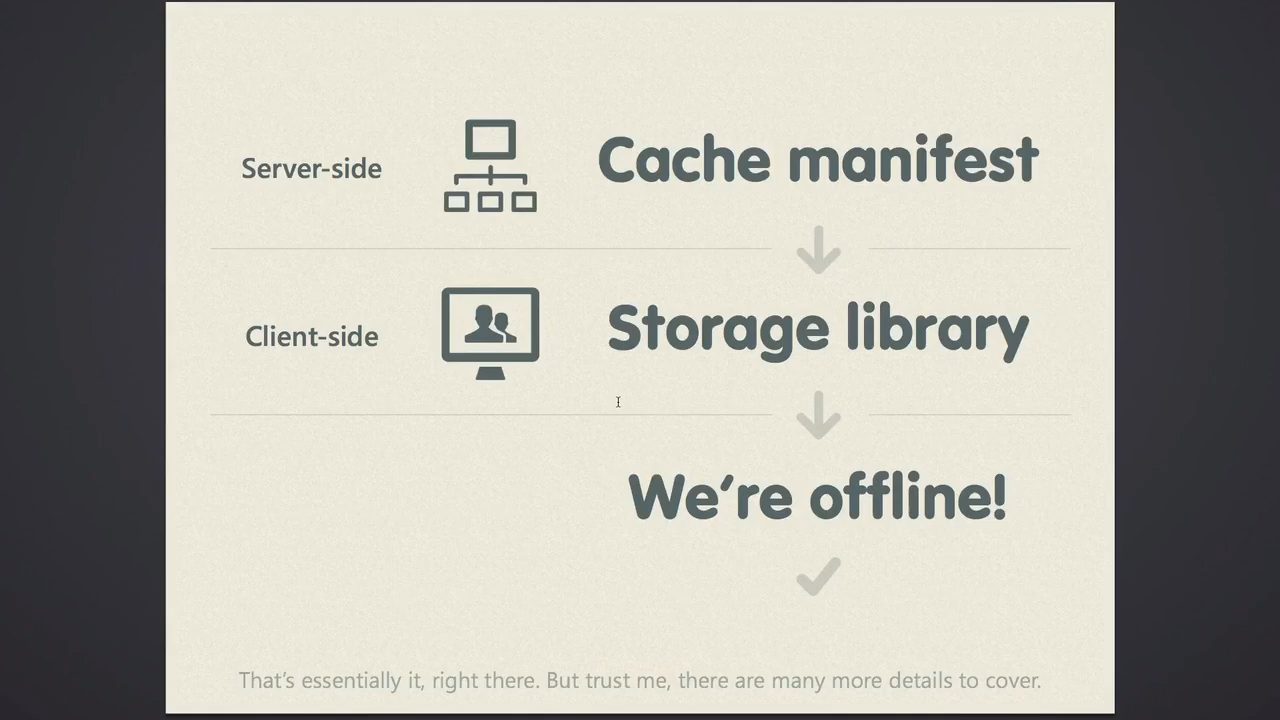 Server-side
Cache manifest
Client-side
Storage library
We’re offline!
That’s essentially it, right there. But trust me, there are many more details to cover.